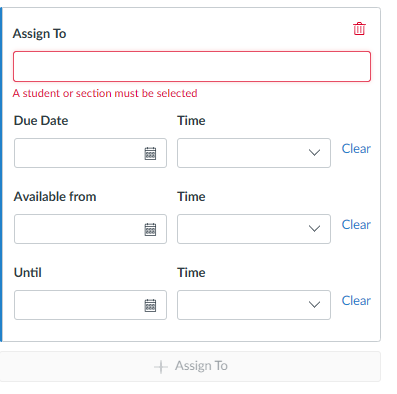 Assign To
A student or section must be selected
Due Date Time
Clear
Available from Time
Clear
Until Time
Clear
Assign To